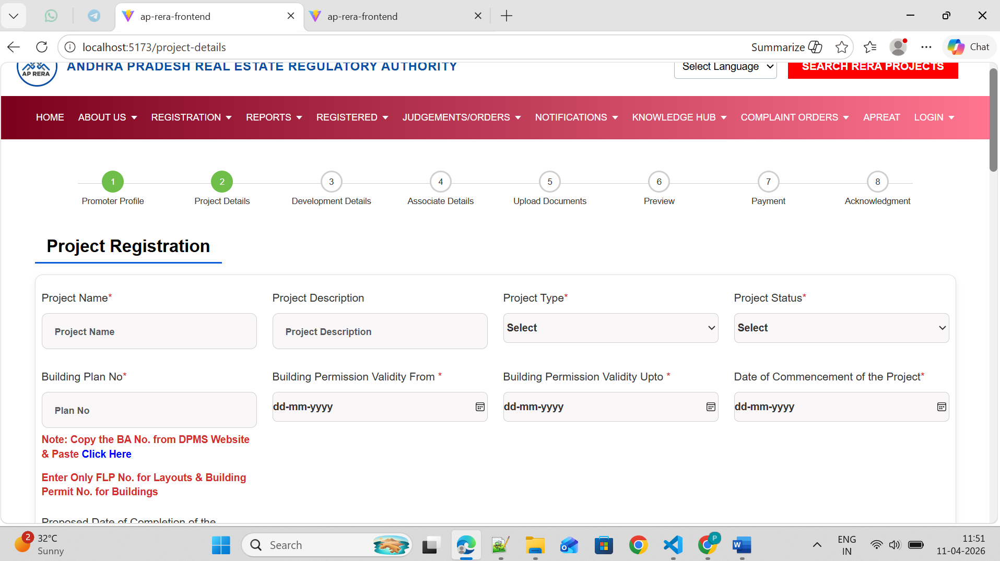 ap-rera-frontend
ap-rera-frontend
localhost:5173/project-details
Summarize
Chat
AP RERA
ANDHRA PRADESH REAL ESTATE REGULATORY AUTHORITY
Select Language
SEARCH RERA PROJECTS
HOME ABOUT US REGISTRATION REPORTS REGISTERED JUDGEMENTS/ORDERS NOTIFICATIONS KNOWLEDGE HUB COMPLAINT ORDERS APREAT LOGIN
1 2 3 4 5 6 7 8
Promoter Profile Project Details Development Details Associate Details Upload Documents Preview Payment Acknowledgment
Project Registration
Project Name* Project Description Project Type* Project Status*
Project Name Project Description Select Select
Building Plan No* Building Permission Validity From * Building Permission Validity Upto * Date of Commencement of the Project*
Plan No dd-mm-yyyy dd-mm-yyyy dd-mm-yyyy
Note: Copy the BA No. from DPMS Website
& Paste Click Here
Enter Only FLP No. for Layouts & Building
Permit No. for Buildings
Proposed Date of Completion of the
2
32°C
Sunny
Search
P
W
ENG
IN
11:51
11-04-2026